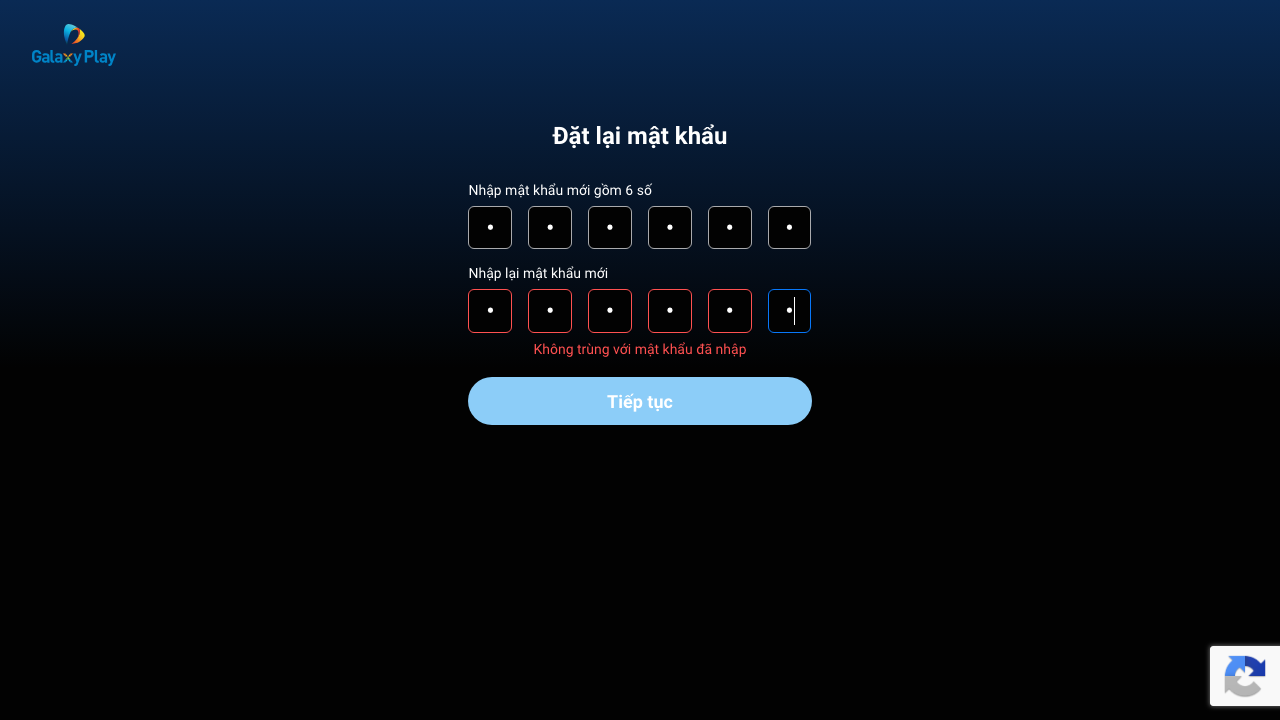 Galaxy Play
Đặt lại mật khẩu
Nhập mật khẩu mới gồm 6 số
Nhập lại mật khẩu mới
Không trùng với mật khẩu đã nhập
Tiếp tục